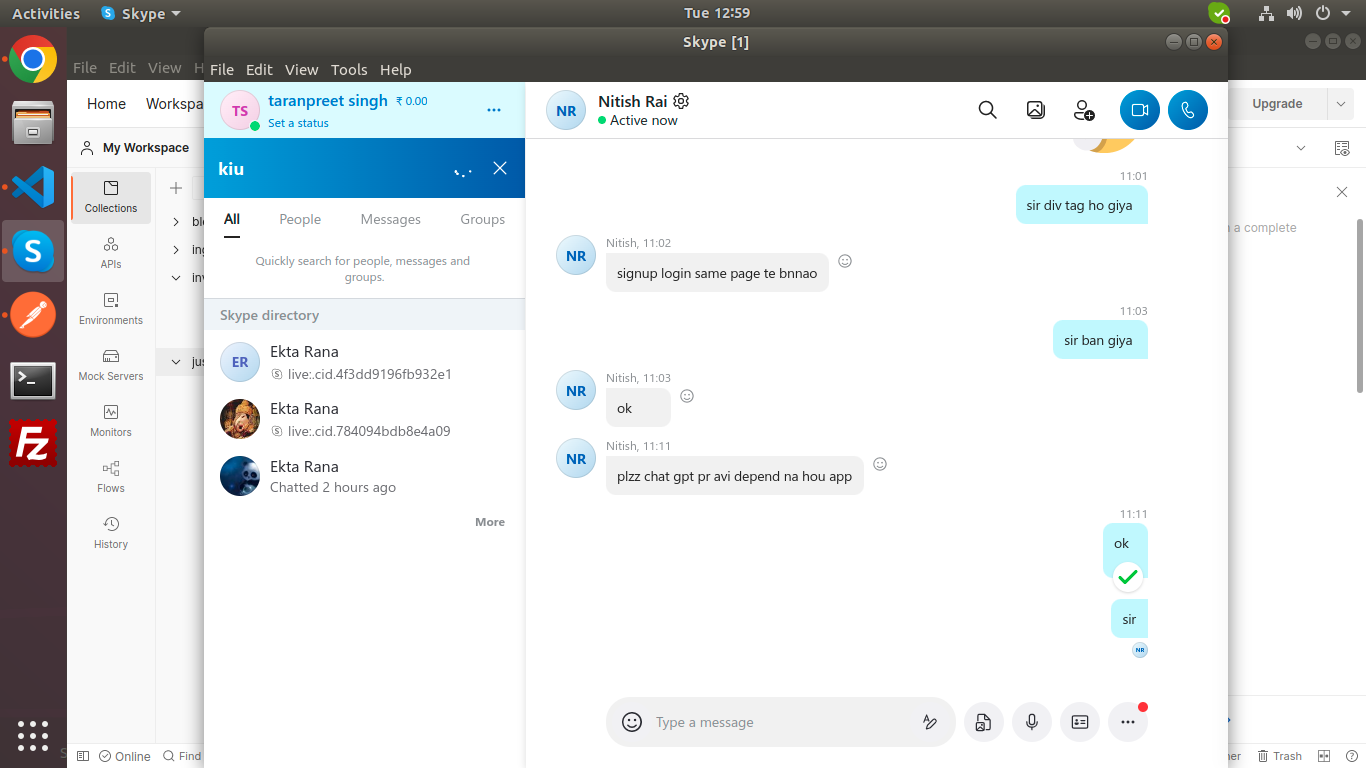 Activities
Skype
Tue 12:59
Skype [1]
File Edit View
File Edit View Tools Help
Home
My Workspace
Collections
APIs
Environments
Mock Servers
Monitors
Flows
History
Online
Find
TS
taranpreet singh ₹ 0.00
Set a status
kiu
All People Messages Groups
Quickly search for people, messages and
groups.
Skype directory
ER
Ekta Rana
live:.cid.4f3dd9196fb932e1
Ekta Rana
live:.cid.784094bdb8e4a09
Ekta Rana
Chatted 2 hours ago
More
NR
Nitish Rai
Active now
11:01
sir div tag ho giya
NR
Nitish, 11:02
signup login same page te bnnao
11:03
sir ban giya
NR
Nitish, 11:03
ok
NR
Nitish, 11:11
plzz chat gpt pr avi depend na hou app
11:11
ok
sir
NR
Type a message
Upgrade
a complete
Trash
Fz